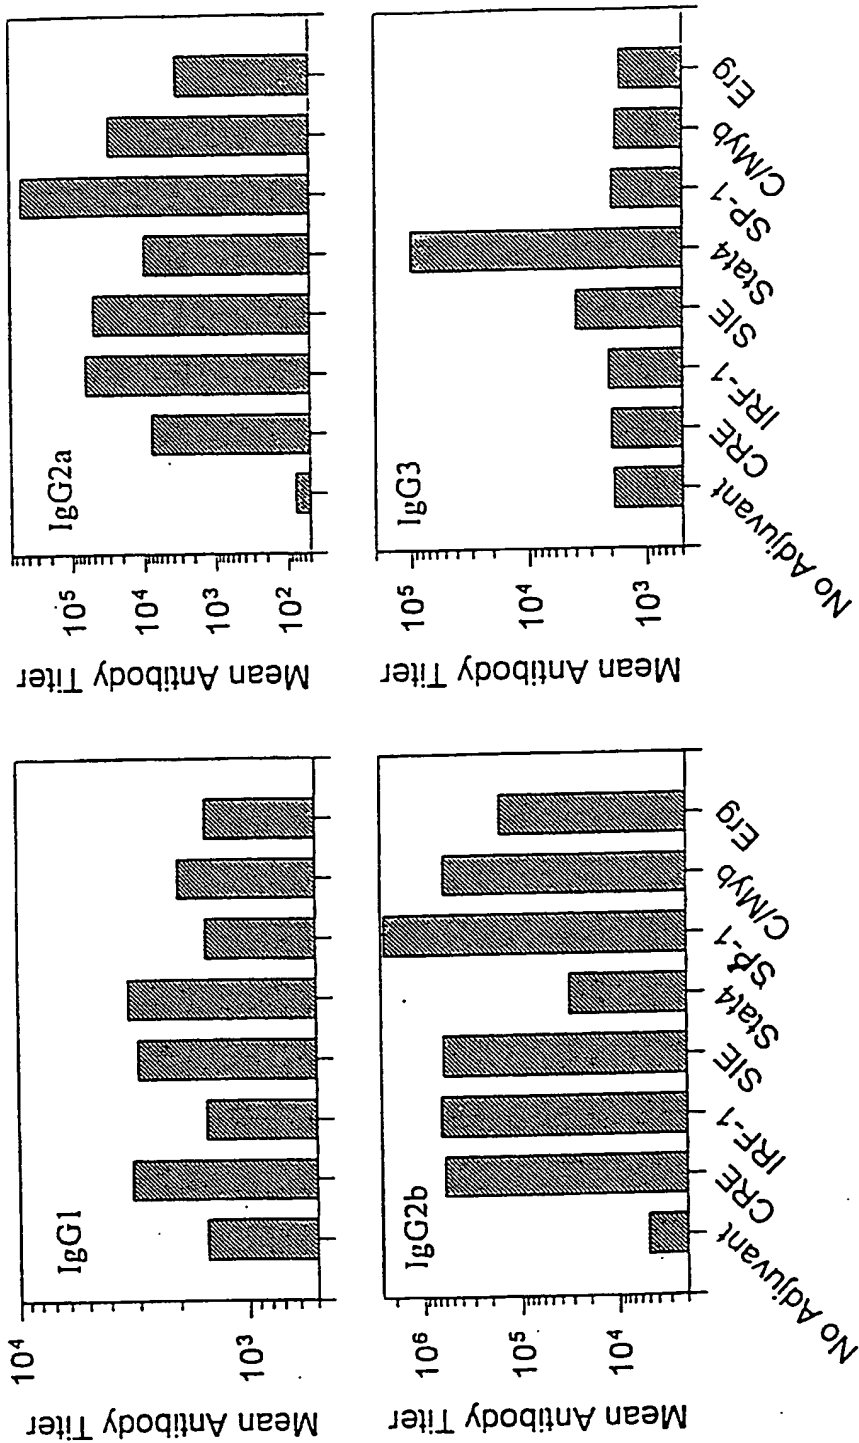 IgG1
10⁴
10³
Mean Antibody Titer
IgG2a
10⁵
10⁴
10³
10²
Mean Antibody Titer
IgG2b
10⁶
10⁵
10⁴
Mean Antibody Titer
No Adjuvant
CRE
IRF-1
SIE
Stat4
SP-1
C/Myb
Erg
IgG3
10⁵
10⁴
10³
Mean Antibody Titer
No Adjuvant
CRE
IRF-1
SIE
Stat4
SP-1
C/Myb
Erg